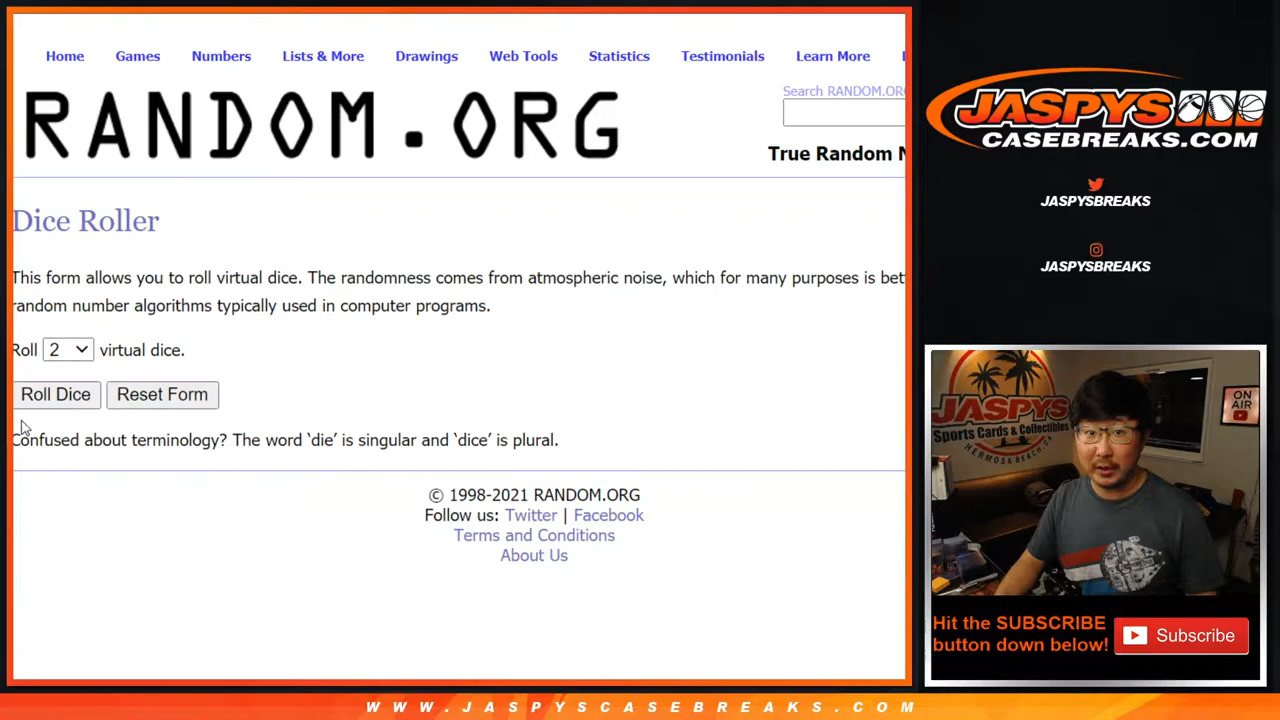 Home Games Numbers Lists & More Drawings Web Tools Statistics Testimonials Learn More
RANDOM.ORG
Search RANDOM.ORG
True Random N
Dice Roller
This form allows you to roll virtual dice. The randomness comes from atmospheric noise, which for many purposes is bet
random number algorithms typically used in computer programs.
Roll 2 virtual dice.
Roll Dice Reset Form
Confused about terminology? The word ‘die’ is singular and ‘dice’ is plural.
© 1998-2021 RANDOM.ORG
Follow us: Twitter | Facebook
Terms and Conditions
About Us
JASPYS
CASEBREAKS.COM
JASPYSBREAKS
JASPYSBREAKS
JASPYS
Sports Cards & Collectibles
HERMOSA BEACH, CA
ON
AIR
Hit the SUBSCRIBE
button down below!
Subscribe
WWW.JASPYSCASEBREAKS.COM